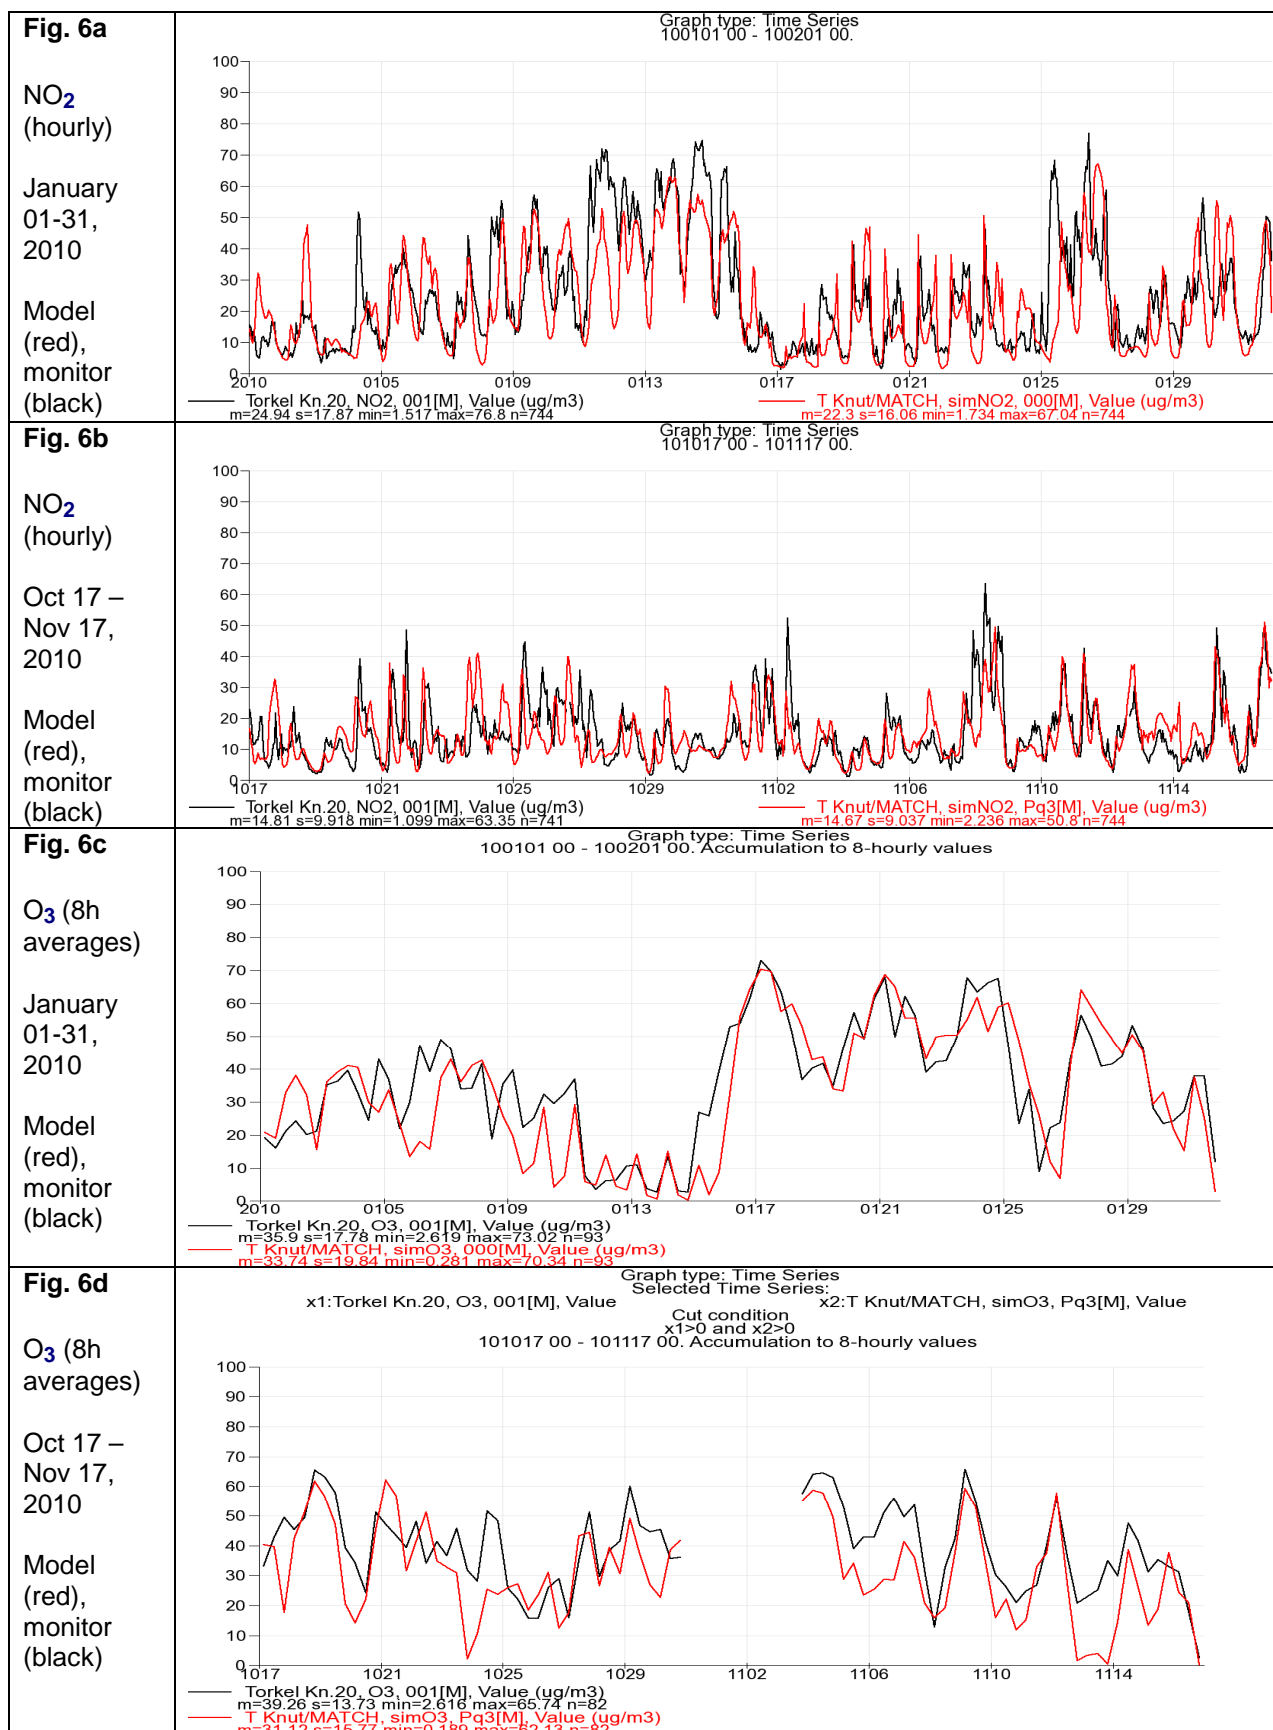 Fig. 6a
NO2
(hourly)
January
01-31,
2010
Model
(red),
monitor
(black)
Graph type: Time Series
100101 00 - 100201 00.
100
90
80
70
60
50
40
30
20
10
0
2010 0105 0109 0113 0117 0121 0125 0129
Torkel Kn.20, NO2, 001[M], Value (ug/m3)
m=24.94 s=17.87 min=1.517 max=76.8 n=744
T Knut/MATCH, simNO2, 000[M], Value (ug/m3)
m=22.3 s=16.06 min=1.734 max=67.04 n=744
Fig. 6b
NO2
(hourly)
Oct 17 –
Nov 17,
2010
Model
(red),
monitor
(black)
Graph type: Time Series
101017 00 - 101117 00.
100
90
80
70
60
50
40
30
20
10
0
1017 1021 1025 1029 1102 1106 1110 1114
Torkel Kn.20, NO2, 001[M], Value (ug/m3)
m=14.81 s=9.918 min=1.099 max=63.35 n=741
T Knut/MATCH, simNO2, Pq3[M], Value (ug/m3)
m=14.67 s=9.037 min=2.236 max=50.8 n=744
Fig. 6c
O3 (8h
averages)
January
01-31,
2010
Model
(red),
monitor
(black)
Graph type: Time Series
100101 00 - 100201 00. Accumulation to 8-hourly values
100
90
80
70
60
50
40
30
20
10
0
2010 0105 0109 0113 0117 0121 0125 0129
Torkel Kn.20, O3, 001[M], Value (ug/m3)
m=35.9 s=17.78 min=2.619 max=73.02 n=93
T Knut/MATCH, simO3, 000[M], Value (ug/m3)
m=33.74 s=19.84 min=0.281 max=70.34 n=93
Fig. 6d
O3 (8h
averages)
Oct 17 –
Nov 17,
2010
Model
(red),
monitor
(black)
Graph type: Time Series
Selected Time Series:
x1:Torkel Kn.20, O3, 001[M], Value x2:T Knut/MATCH, simO3, Pq3[M], Value
Cut condition
x1>0 and x2>0
101017 00 - 101117 00. Accumulation to 8-hourly values
100
90
80
70
60
50
40
30
20
10
0
1017 1021 1025 1029 1102 1106 1110 1114
Torkel Kn.20, O3, 001[M], Value (ug/m3)
m=39.26 s=13.73 min=2.616 max=65.74 n=82
T Knut/MATCH, simO3, Pq3[M], Value (ug/m3)
m=31.12 s=15.77 min=0.189 max=62.13 n=82